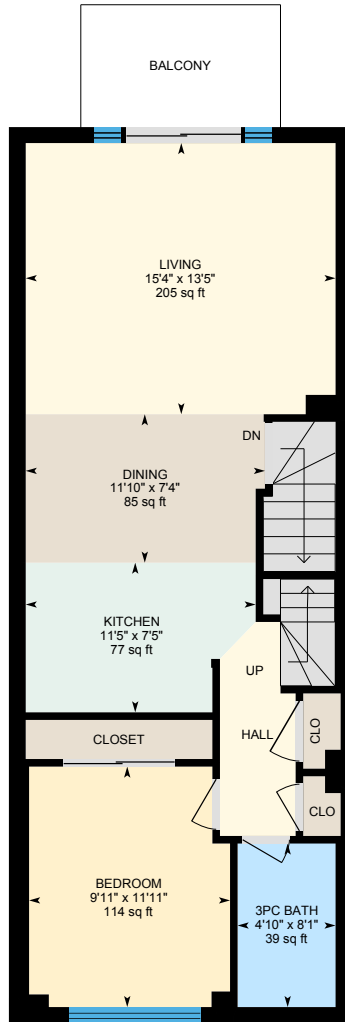 BALCONY
LIVING
15'4" x 13'5"
205 sq ft
DN
DINING
11'10" x 7'4"
85 sq ft
KITCHEN
11'5" x 7'5"
77 sq ft
UP
HALL
CLO
CLOSET
CLO
BEDROOM
9'11" x 11'11"
114 sq ft
3PC BATH
4'10" x 8'1"
39 sq ft